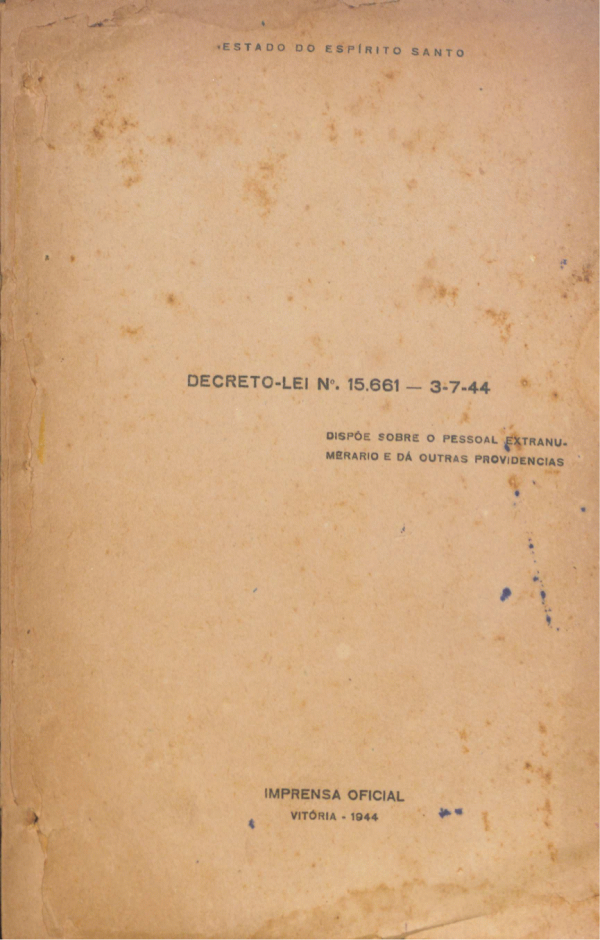 ESTADO DO ESPÍRITO SANTO
DECRETO-LEI Nº. 15.661 — 3-7-44
DISPÕE SOBRE O PESSOAL EXTRANU-
MERARIO E DÁ OUTRAS PROVIDENCIAS
IMPRENSA OFICIAL
VITÓRIA - 1944